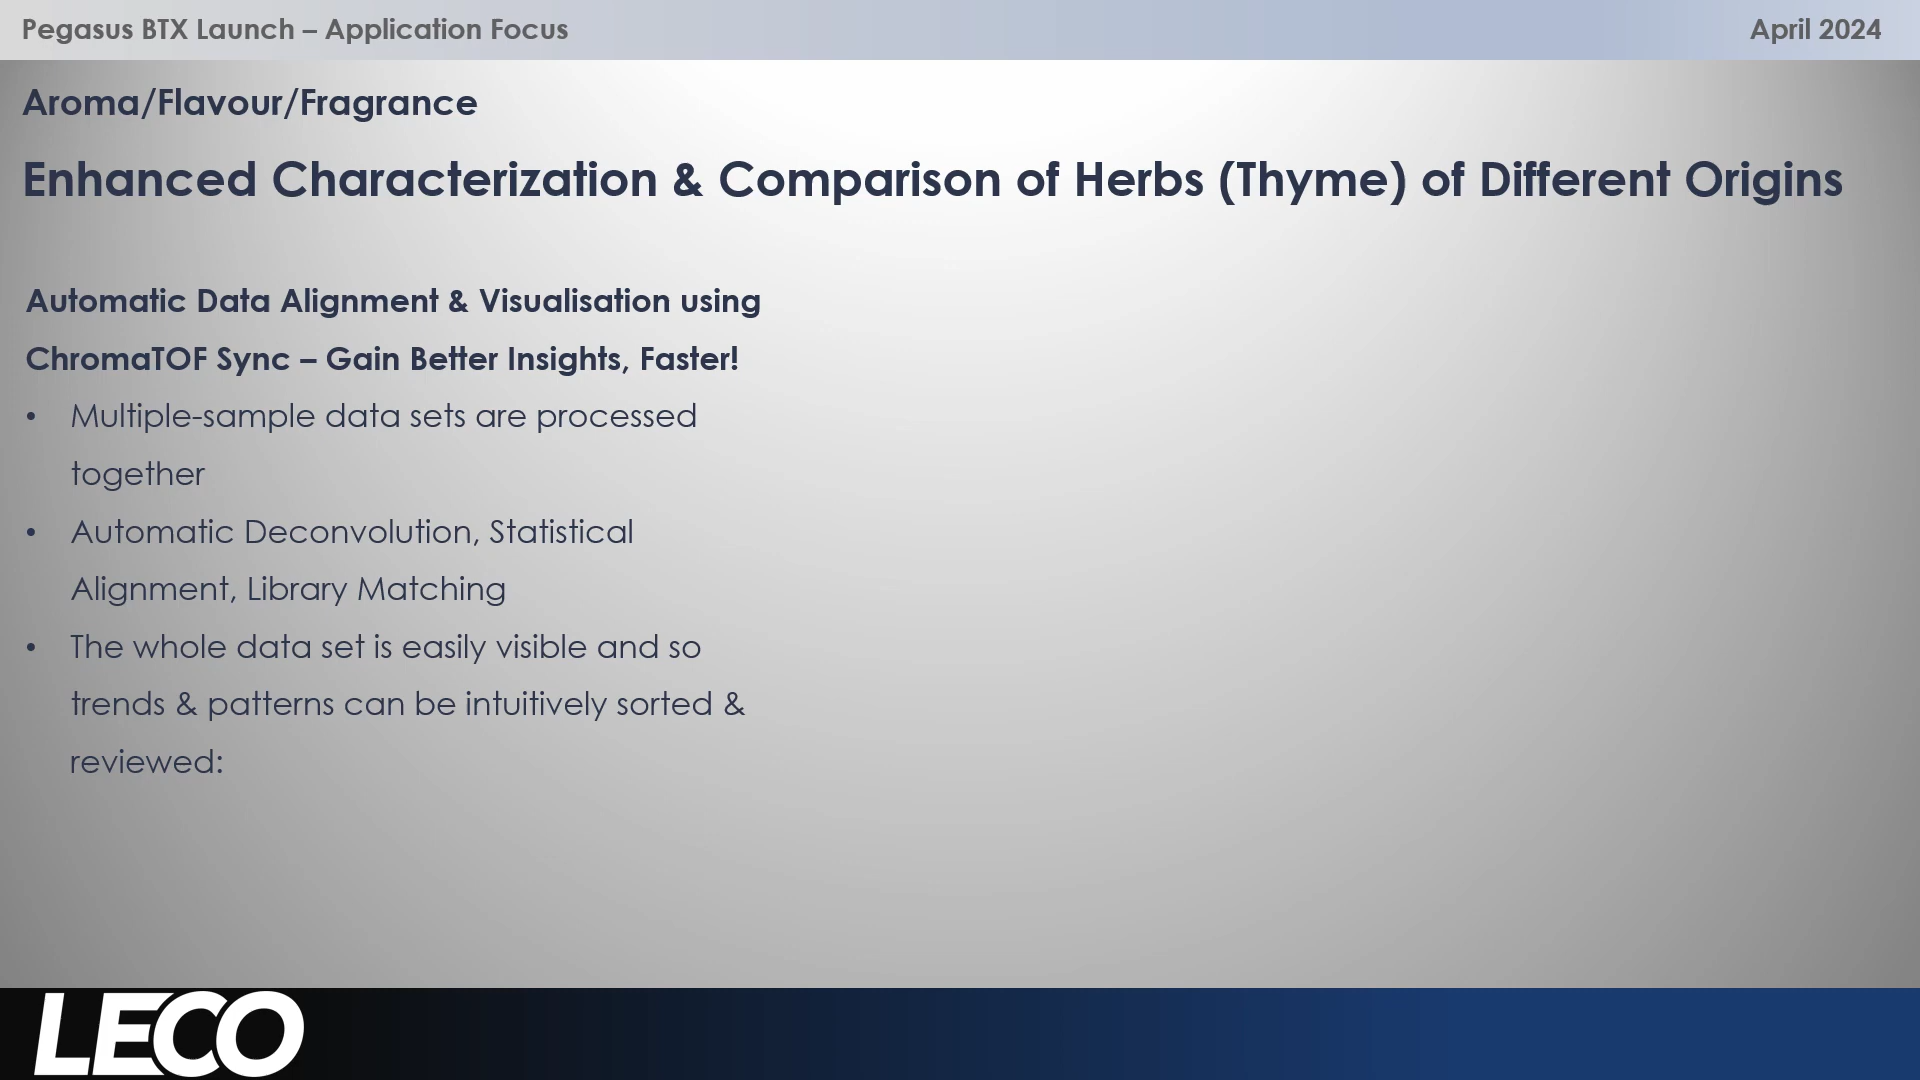 Pegasus BTX Launch – Application Focus
April 2024
Aroma/Flavour/Fragrance
Enhanced Characterization & Comparison of Herbs (Thyme) of Different Origins
Automatic Data Alignment & Visualisation using
ChromaTOF Sync – Gain Better Insights, Faster!
• Multiple-sample data sets are processed
together
• Automatic Deconvolution, Statistical
Alignment, Library Matching
• The whole data set is easily visible and so
trends & patterns can be intuitively sorted &
reviewed:
LECO